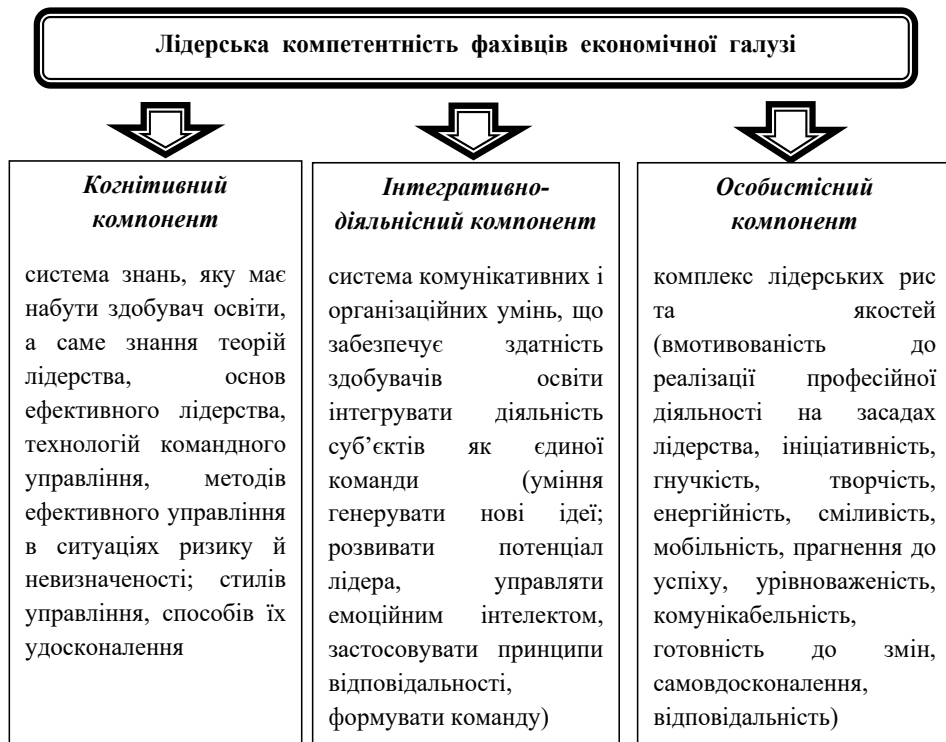 Лідерська компетентність фахівців економічної галузі
Когнітивний
компонент
система знань, яку має
набути здобувач освіти,
а саме знання теорій
лідерства, основ
ефективного лідерства,
технологій командного
управління, методів
ефективного управління
в ситуаціях ризику й
невизначеності; стилів
управління, способів їх
удосконалення
Інтегративно-
діяльнісний компонент
система комунікативних і
організаційних умінь, що
забезпечує здатність
здобувачів освіти
інтегрувати діяльність
суб’єктів як єдиної
команди (уміння
генерувати нові ідеї;
розвивати потенціал
лідера, управляти
емоційним інтелектом,
застосовувати принципи
відповідальності,
формувати команду)
Особистісний
компонент
комплекс лідерських рис
та якостей
(вмотивованість до
реалізації професійної
діяльності на засадах
лідерства, ініціативність,
гнучкість, творчість,
енергійність, сміливість,
мобільність, прагнення до
успіху, урівноваженість,
комунікабельність,
готовність до змін,
самовдосконалення,
відповідальність)